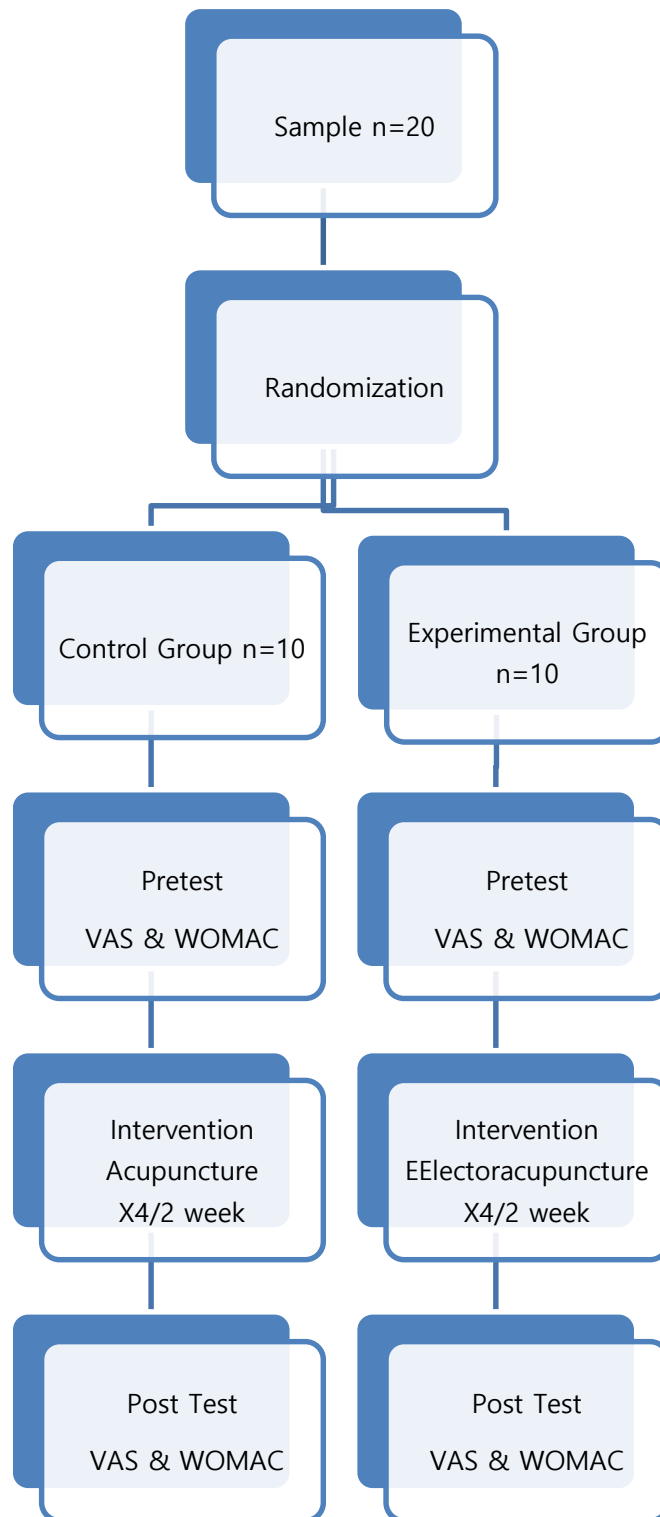 Sample n=20
Randomization
Control Group n=10
Experimental Group
n=10
Pretest
VAS & WOMAC
Pretest
VAS & WOMAC
Intervention
Acupuncture
X4/2 week
Intervention
EElectoracupuncture
X4/2 week
Post Test
VAS & WOMAC
Post Test
VAS & WOMAC